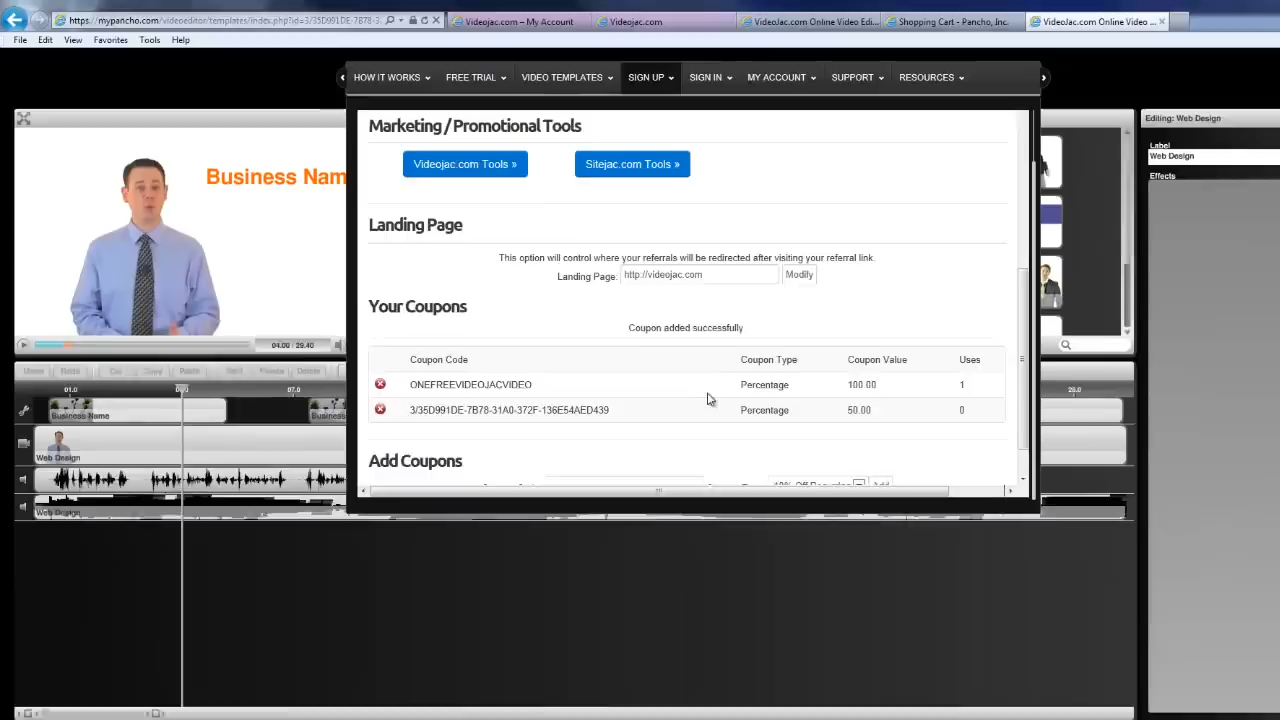 https://mypancho.com/videoeditor/templates/index.php?id=3/35D991DE-7B78-3
VideoJac.com – My Account
Videojac.com
VideoJac.com Online Video Edi...
Shopping Cart - Pancho, Inc.
VideoJac.com Online Video ...
File Edit View Favorites Tools Help
HOW IT WORKS FREE TRIAL VIDEO TEMPLATES SIGN UP SIGN IN MY ACCOUNT SUPPORT RESOURCES
Editing: Web Design
Marketing / Promotional Tools
Label
Web Design
Videojac.com Tools »
Sitejac.com Tools »
Effects
Business Nam
Landing Page
This option will control where your referrals will be redirected after visiting your referral link.
Landing Page: http://videojac.com Modify
Your Coupons
Coupon added successfully
04.00 / 29.40
Coupon Code Coupon Type Coupon Value Uses
ONEFREEVIDEOJACVIDEO Percentage 100.00 1
3/35D991DE-7B78-31A0-372F-136E54AED439 Percentage 50.00 0
01.0 07.0
Business Name
Business
Web Design
Add Coupons
Add
Web Design